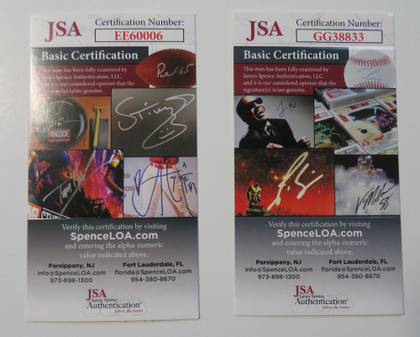 JSA
Certification Number:
EE60006
Basic Certification
This item has been fully examined by
James Spence Authentication, LLC
and it is our considered opinion that the
signature(s) is/are genuine.
Verify this certification by visiting
SpenceLOA.com
and entering the alpha-numeric
value indicated above.
Parsippany, NJ
info@SpenceLOA.com
973-898-1300
Fort Lauderdale, FL
florida@SpenceLOA.com
954-380-8670
JSA
James Spence
Authentication
JSA
Certification Number:
GG38833
Basic Certification
This item has been fully examined by
James Spence Authentication, LLC
and it is our considered opinion that the
signature(s) is/are genuine.
Verify this certification by visiting
SpenceLOA.com
and entering the alpha-numeric
value indicated above.
Parsippany, NJ
info@SpenceLOA.com
973-898-1300
Fort Lauderdale, FL
florida@SpenceLOA.com
954-380-8670
JSA
James Spence
Authentication